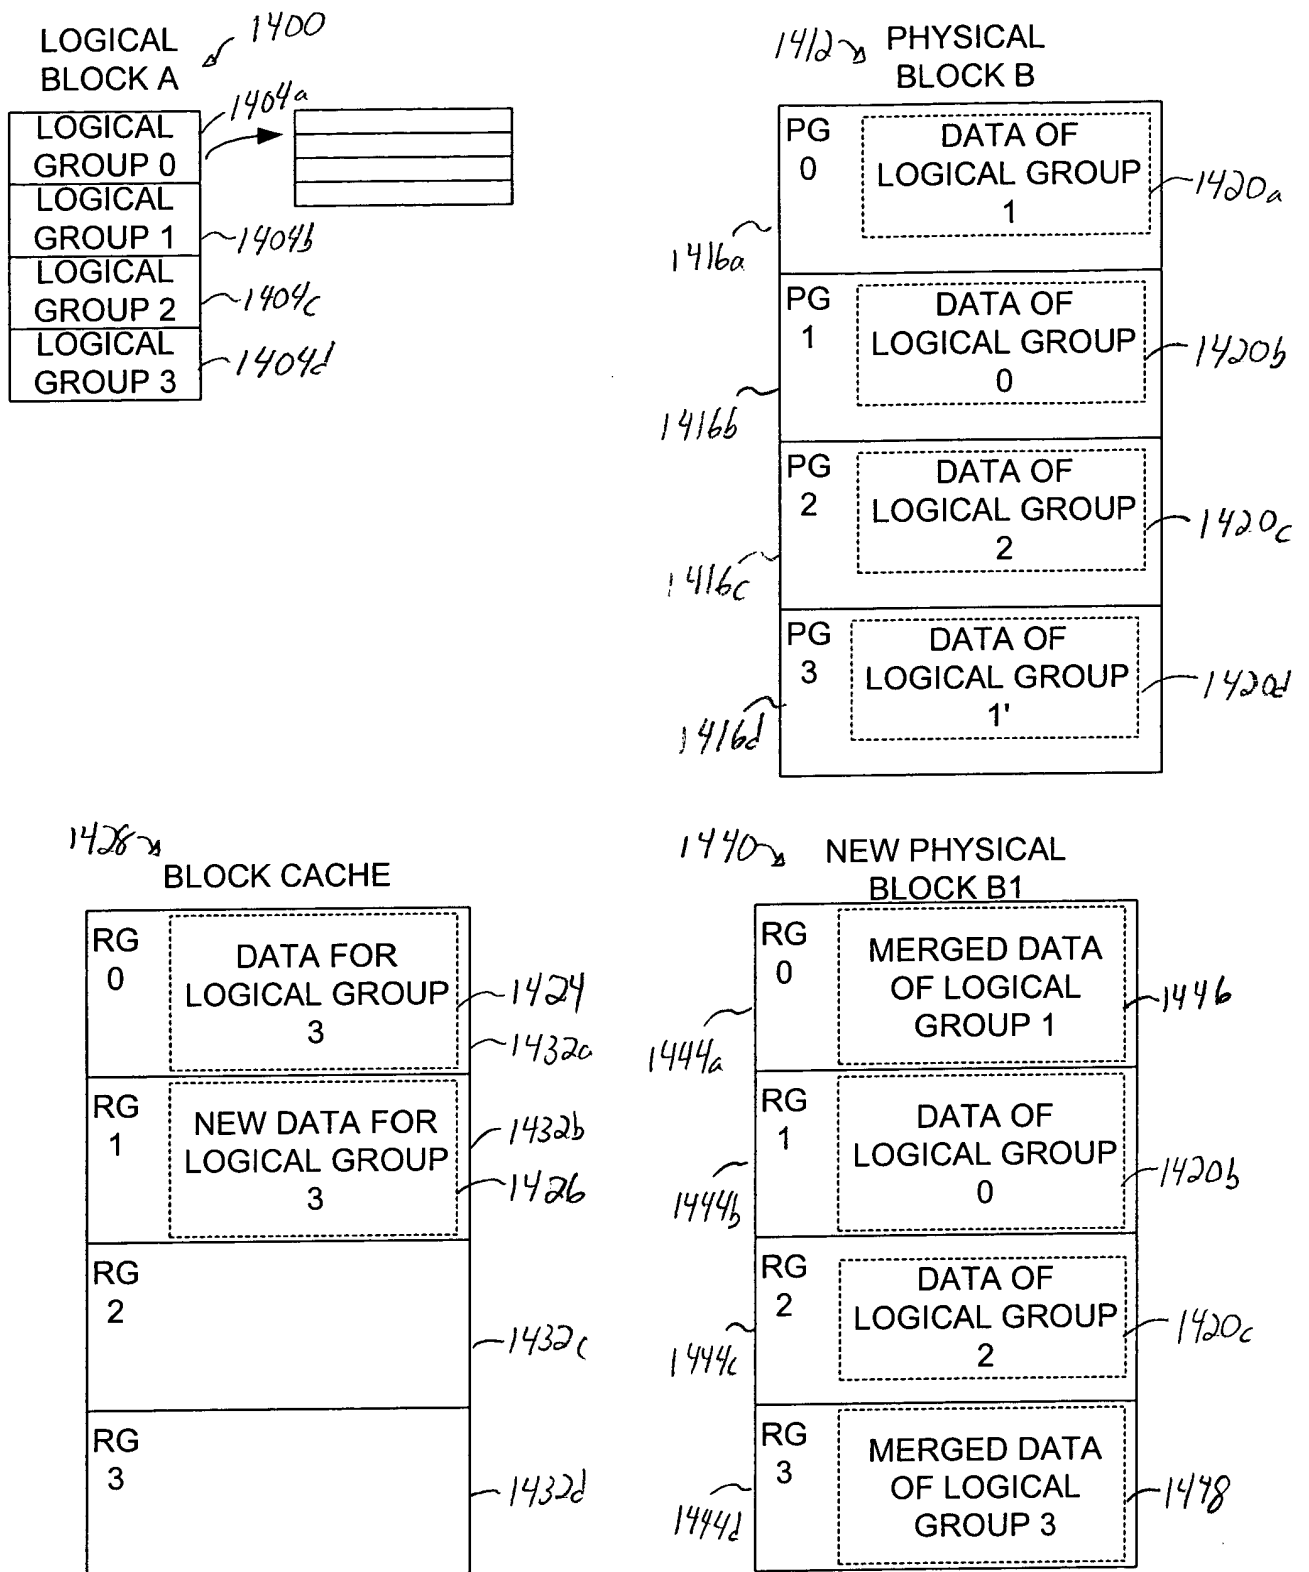 LOGICAL
BLOCK A
1400
LOGICAL
GROUP 0
1404a
LOGICAL
GROUP 1
1404b
LOGICAL
GROUP 2
1404c
LOGICAL
GROUP 3
1404d
1412
PHYSICAL
BLOCK B
PG
0
DATA OF
LOGICAL GROUP
1
1420a
1416a
PG
1
DATA OF
LOGICAL GROUP
0
1420b
1416b
PG
2
DATA OF
LOGICAL GROUP
2
1420c
1416c
PG
3
DATA OF
LOGICAL GROUP
1'
1420d
1416d
1428
BLOCK CACHE
RG
0
DATA FOR
LOGICAL GROUP
3
1424
1432a
RG
1
NEW DATA FOR
LOGICAL GROUP
3
1432b
1426
RG
2
1432c
RG
3
1432d
1440
NEW PHYSICAL
BLOCK B1
RG
0
MERGED DATA
OF LOGICAL
GROUP 1
1446
1444a
RG
1
DATA OF
LOGICAL GROUP
0
1420b
1444b
RG
2
DATA OF
LOGICAL GROUP
2
1420c
1444c
RG
3
MERGED DATA
OF LOGICAL
GROUP 3
1448
1444d